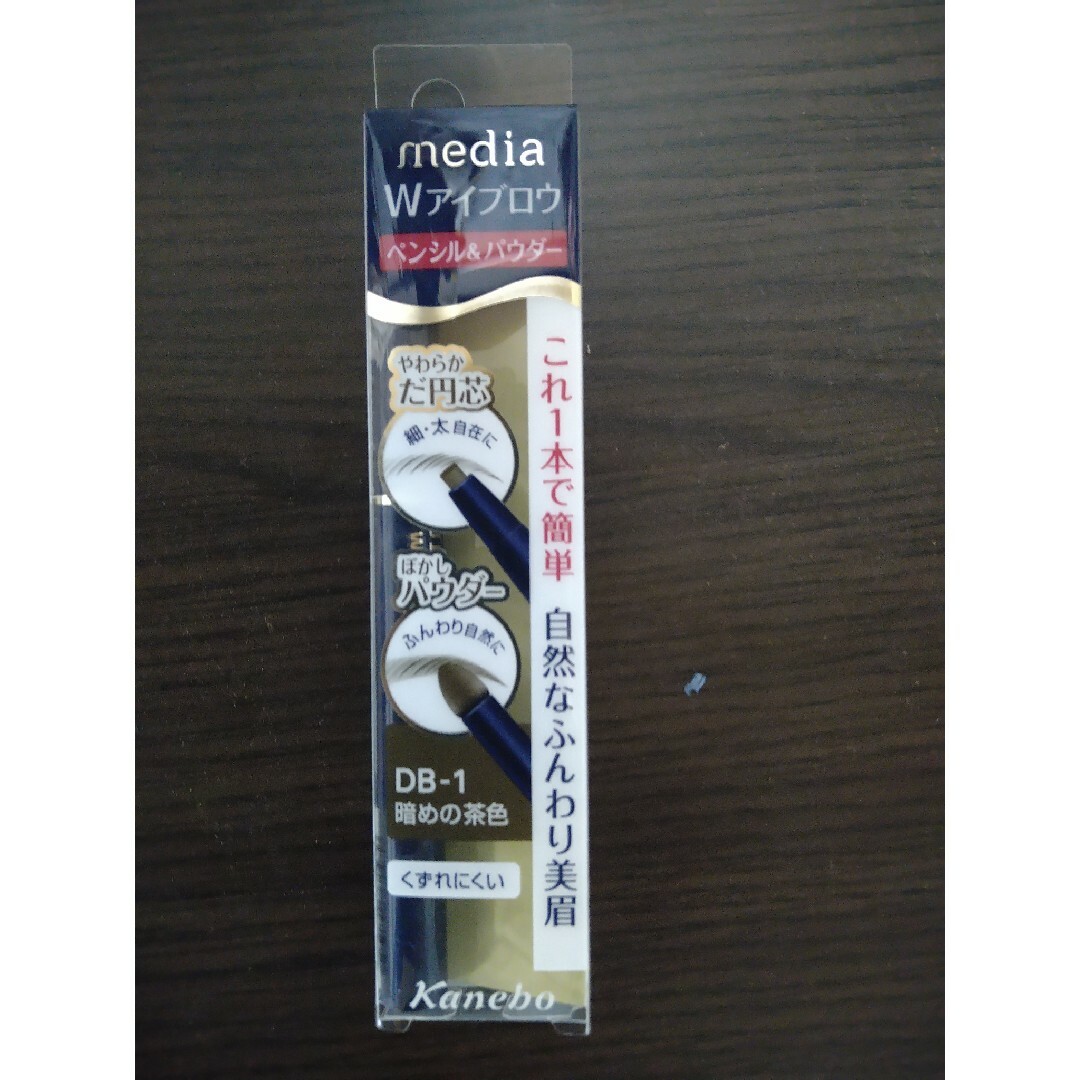 media
Wアイブロウ
ペンシル&パウダー
やわらか
だ円芯
細・太自在に
ぼかし
パウダー
ふんわり自然に
DB-1
暗めの茶色
くずれにくい
これ1本で簡単 自然なふんわり美眉
Kanebo